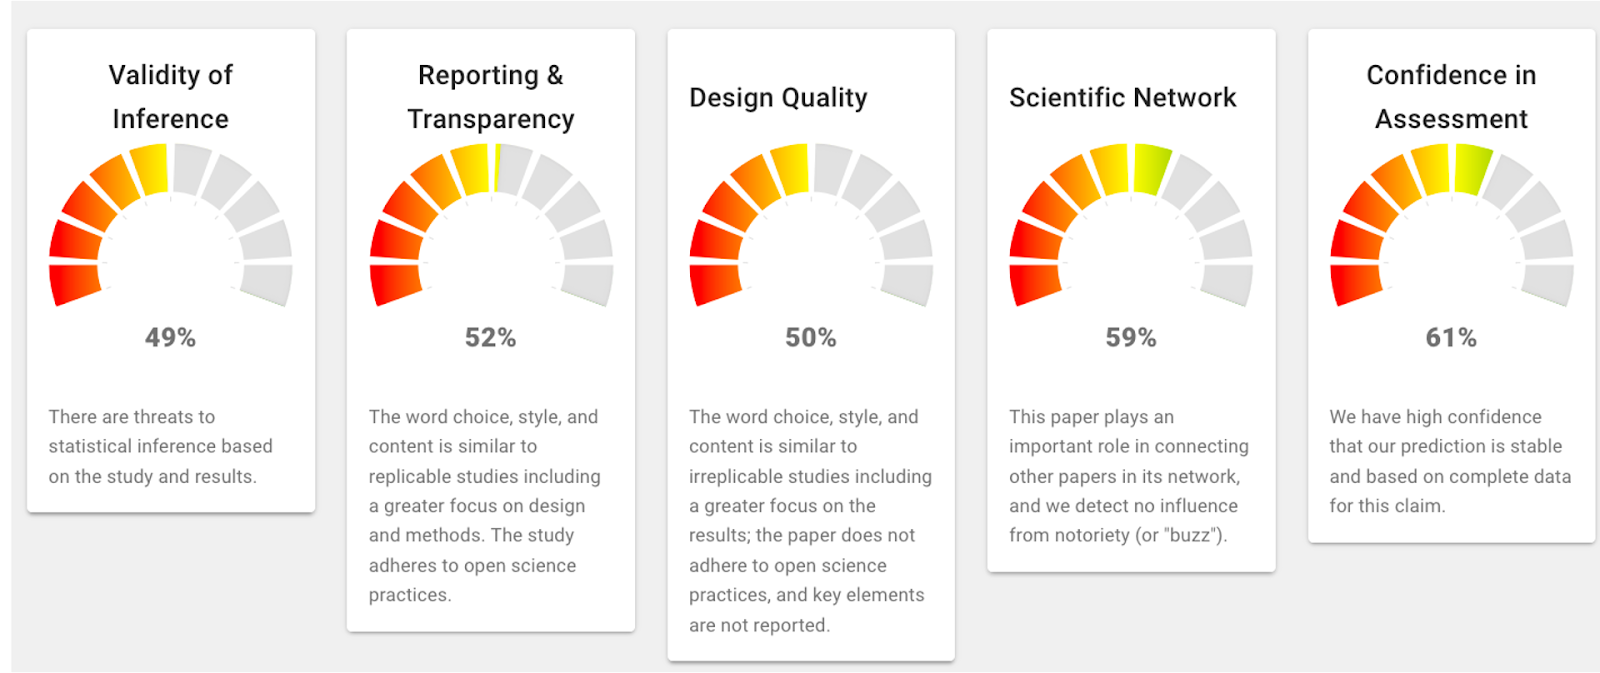 Validity of
Inference
49%
There are threats to
statistical inference based
on the study and results.
Reporting &
Transparency
52%
The word choice, style, and
content is similar to
replicable studies including
a greater focus on design
and methods. The study
adheres to open science
practices.
Design Quality
50%
The word choice, style, and
content is similar to
irreplicable studies including
a greater focus on the
results; the paper does not
adhere to open science
practices, and key elements
are not reported.
Scientific Network
59%
This paper plays an
important role in connecting
other papers in its network,
and we detect no influence
from notoriety (or "buzz").
Confidence in
Assessment
61%
We have high confidence
that our prediction is stable
and based on complete data
for this claim.